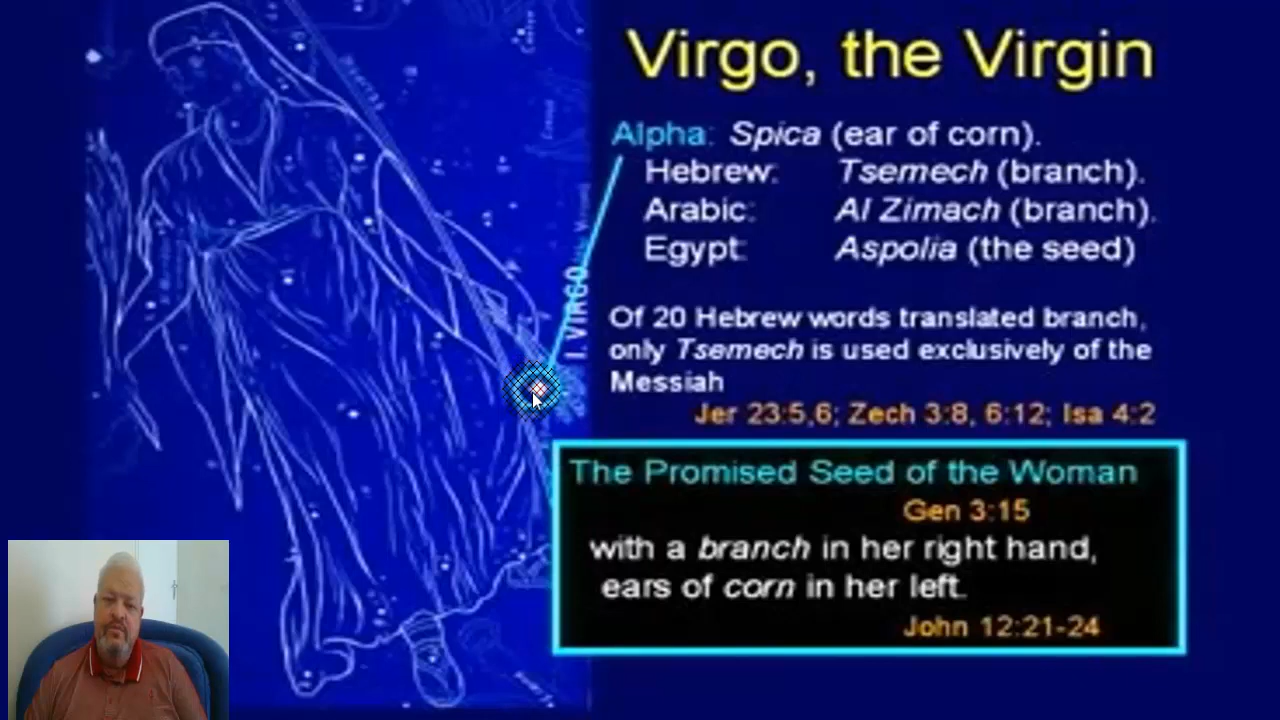 Virgo, the Virgin
Alpha: Spica (ear of corn).
Hebrew: Tsemech (branch).
Arabic: Al Zimach (branch).
Egypt: Aspolia (the seed)
I. VIRGO
Of 20 Hebrew words translated branch,
only Tsemech is used exclusively of the
Messiah
Jer 23:5,6; Zech 3:8, 6:12; Isa 4:2
The Promised Seed of the Woman
Gen 3:15
with a branch in her right hand,
ears of corn in her left.
John 12:21-24